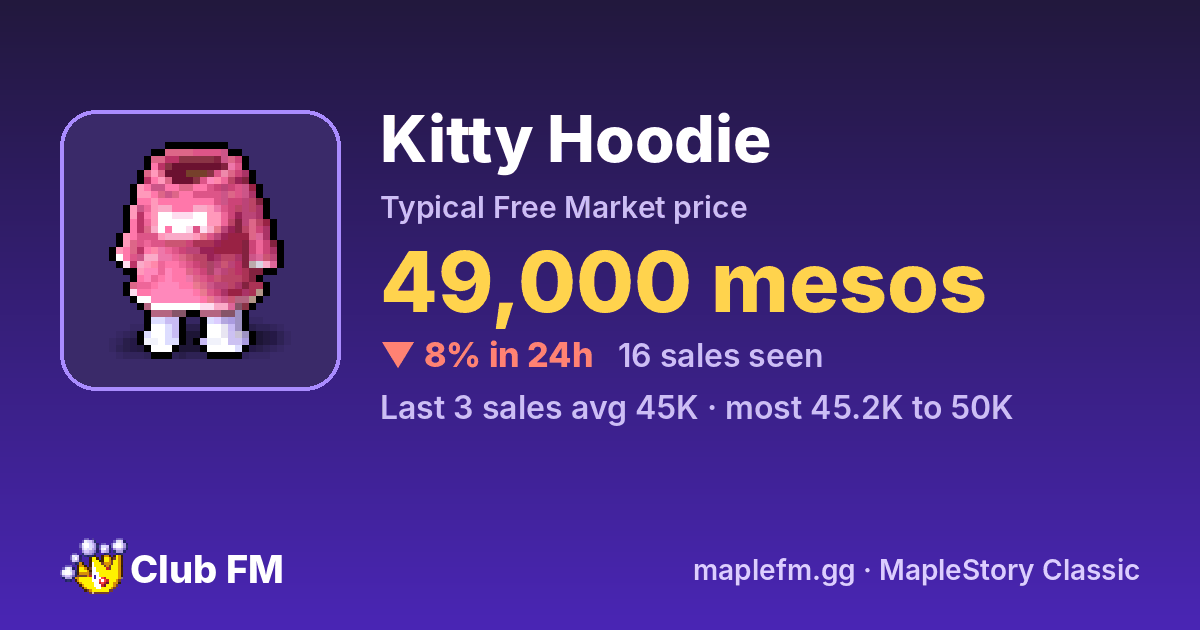 Kitty Hoodie
Typical Free Market price
49,000 mesos
▼ 8% in 24h 16 sales seen
Last 3 sales avg 45K · most 45.2K to 50K
Club FM
maplefm.gg · MapleStory Classic